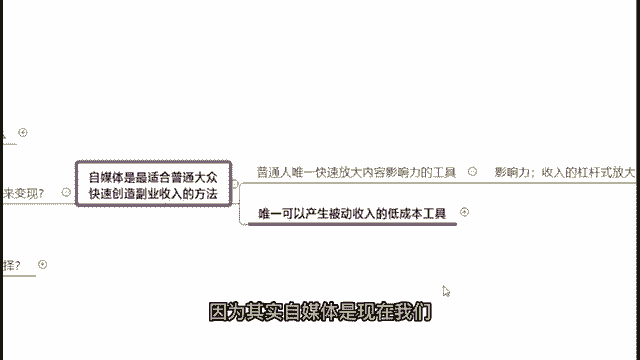 自媒体是最适合普通大众
快速创造副业收入的方法
普通人唯一快速放大内容影响力的工具
影响力；收入的杠杆式放大
来变现？
唯一可以产生被动收入的低成本工具
择？
因为其实自媒体是现在我们